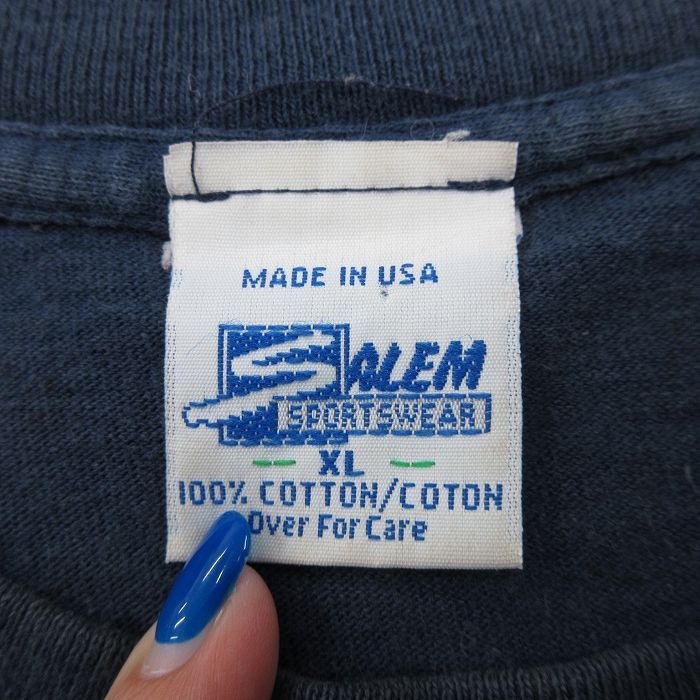 MADE IN USA
SALEM
SPORTSWEAR
XL
100% COTTON/COTON
Over For Care